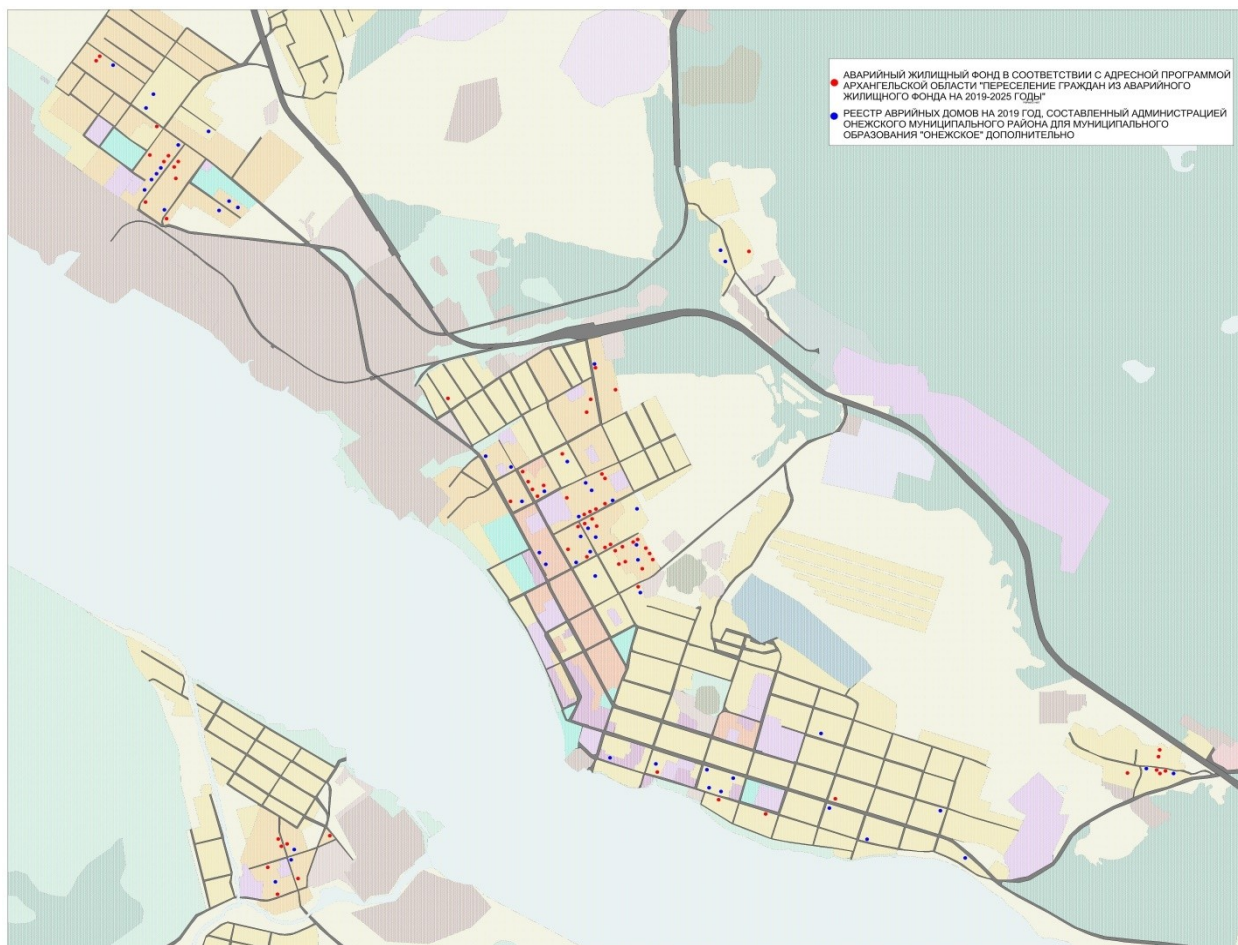 АВАРИЙНЫЙ ЖИЛИЩНЫЙ ФОНД В СООТВЕТСТВИИ С АДРЕСНОЙ ПРОГРАММОЙ
АРХАНГЕЛЬСКОЙ ОБЛАСТИ "ПЕРЕСЕЛЕНИЕ ГРАЖДАН ИЗ АВАРИЙНОГО
ЖИЛИЩНОГО ФОНДА НА 2019-2025 ГОДЫ"
РЕЕСТР АВРИЙНЫХ ДОМОВ НА 2019 ГОД, СОСТАВЛЕННЫЙ АДМИНИСТРАЦИЕЙ
ОНЕЖСКОГО МУНИЦИПАЛЬНОГО РАЙОНА ДЛЯ МУНИЦИПАЛЬНОГО
ОБРАЗОВАНИЯ "ОНЕЖСКОЕ" ДОПОЛНИТЕЛЬНО